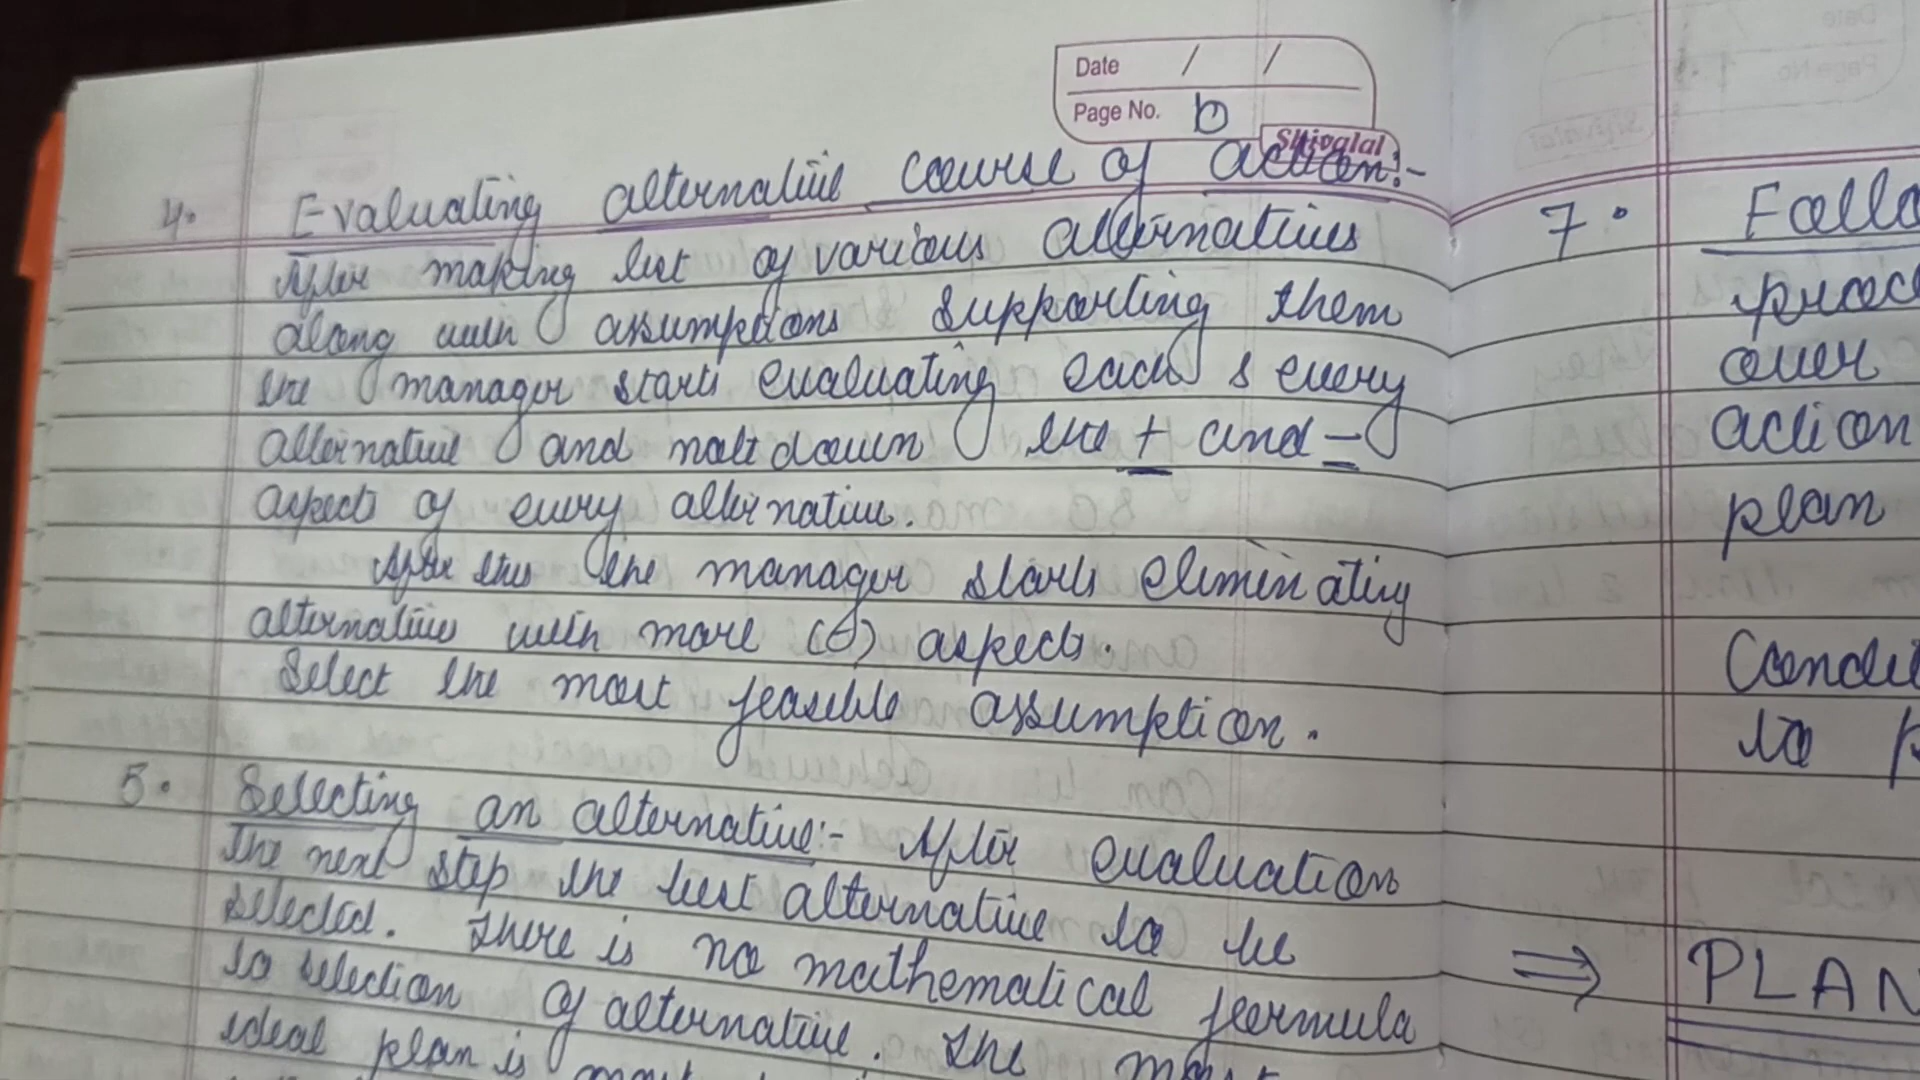 Date / /
Page No. 6
Shivalal
4. Evaluating alternative course of action:-
After making list of various alternatives
along with assumptions supporting them
the manager starts evaluating each & every
alternative and note down the + and -
aspects of every alternative.
After this the manager starts eliminating
alternatives with more (-) aspects.
Select the most feasible assumption.
5. Selecting an alternative:- After evaluation
the next step the best alternative to be
selected. There is no mathematical formula
to selection of alternative. The most
ideal plan is
7.
plan
over
action
to
⇒ PLAN